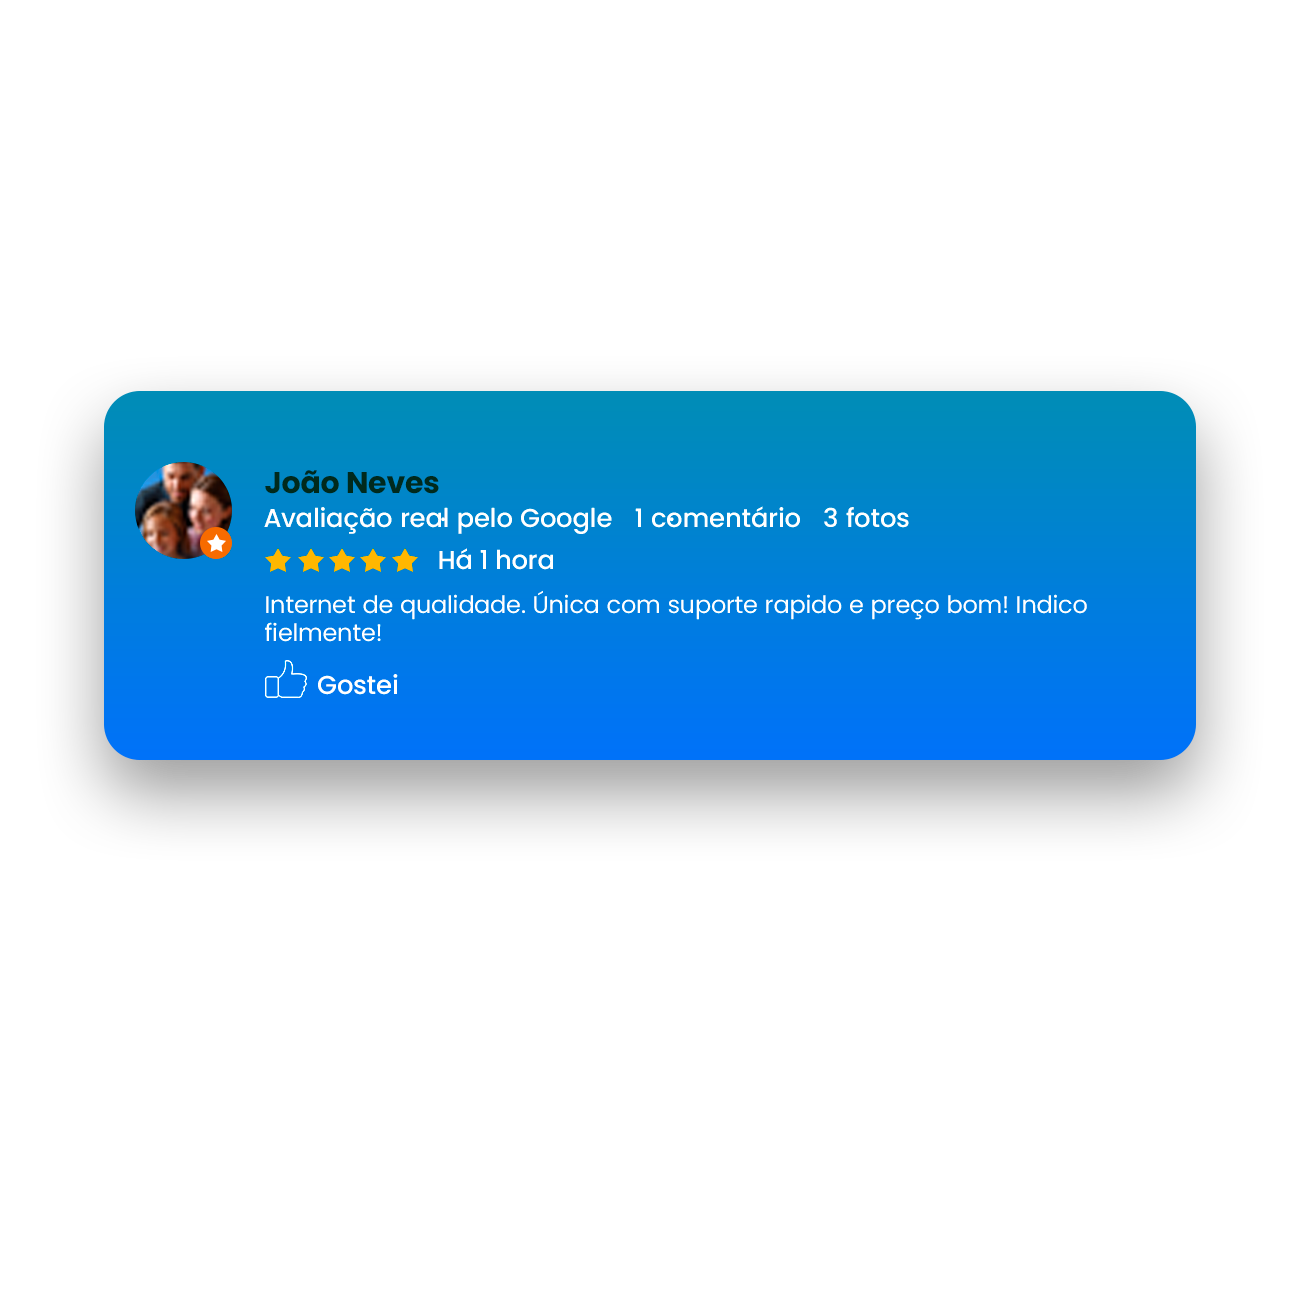 João Neves
Avaliação real pelo Google 1 comentário 3 fotos
Há 1 hora
Internet de qualidade. Única com suporte rapido e preço bom! Indico
fielmente!
Gostei